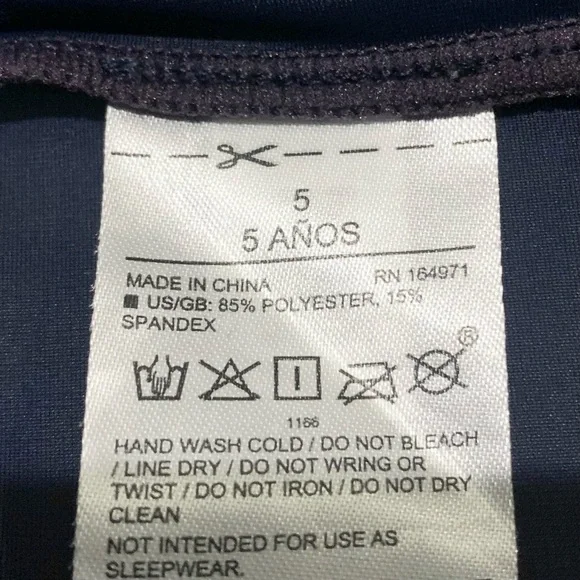 5
5 AÑOS
MADE IN CHINA RN 164971
US/GB: 85% POLYESTER, 15%
SPANDEX
®
1166
HAND WASH COLD / DO NOT BLEACH
/ LINE DRY / DO NOT WRING OR
TWIST / DO NOT IRON / DO NOT DRY
CLEAN
NOT INTENDED FOR USE AS
SLEEPWEAR.